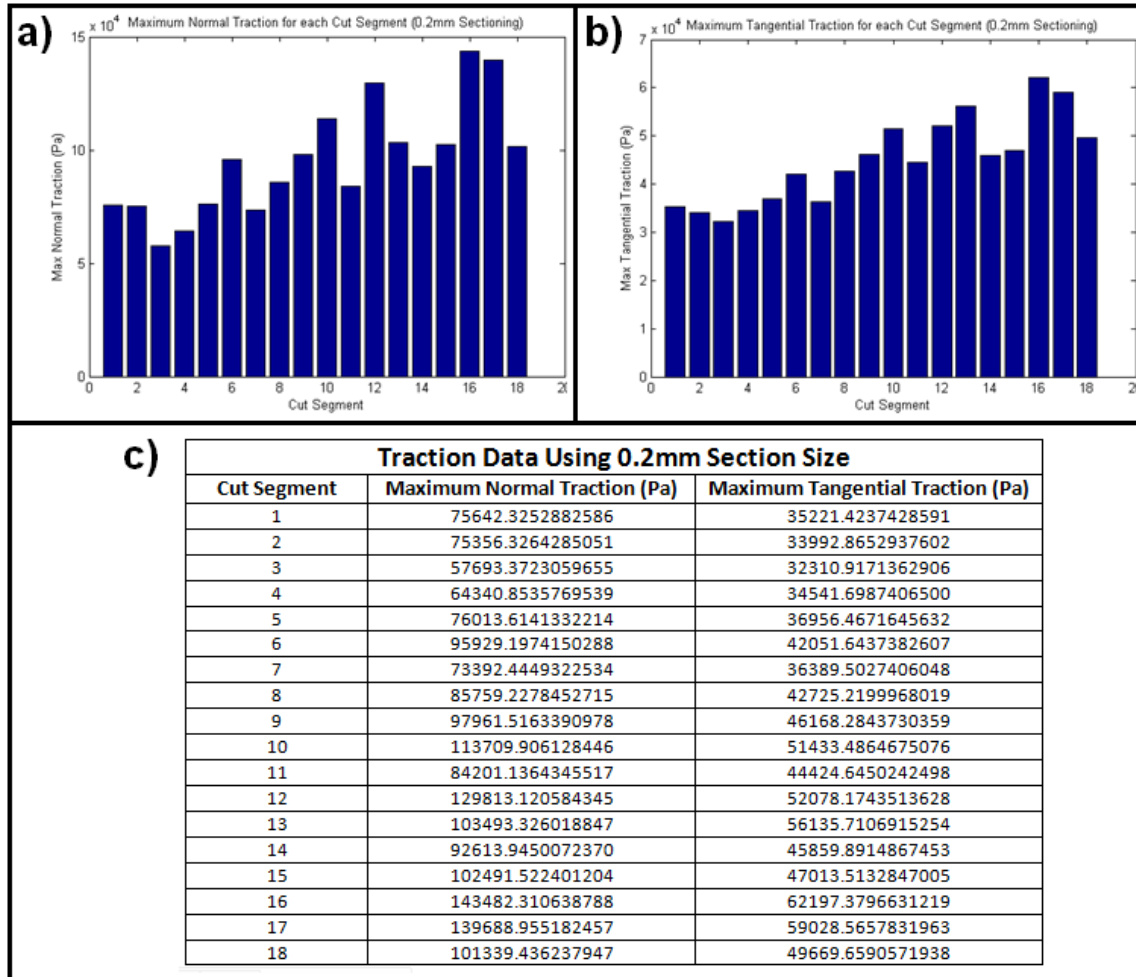 a)
x 10⁴ Maximum Normal Traction for each Cut Segment (0.2mm Sectioning)
15
10
5
0
Max Normal Traction (Pa)
0 2 4 6 8 10 12 14 16 18 20
Cut Segment
b)
x 10⁴ Maximum Tangential Traction for each Cut Segment (0.2mm Sectioning)
7
6
5
4
3
2
1
0
Max Tangential Traction (Pa)
0 2 4 6 8 10 12 14 16 18 20
Cut Segment
c)
Traction Data Using 0.2mm Section Size
Cut Segment Maximum Normal Traction (Pa) Maximum Tangential Traction (Pa)
1 75642.3252882586 35221.4237428591
2 75356.3264285051 33992.8652937602
3 57693.3723059655 32310.9171362906
4 64340.8535769539 34541.6987406500
5 76013.6141332214 36956.4671645632
6 95929.1974150288 42051.6437382607
7 73392.4449322534 36389.5027406048
8 85759.2278452715 42725.2199968019
9 97961.5163390978 46168.2843730359
10 113709.906128446 51433.4864675076
11 84201.1364345517 44424.6450242498
12 129813.120584345 52078.1743513628
13 103493.326018847 56135.7106915254
14 92613.9450072370 45859.8914867453
15 102491.522401204 47013.5132847005
16 143482.310638788 62197.3796631219
17 139688.955182457 59028.5657831963
18 101339.436237947 49669.6590571938